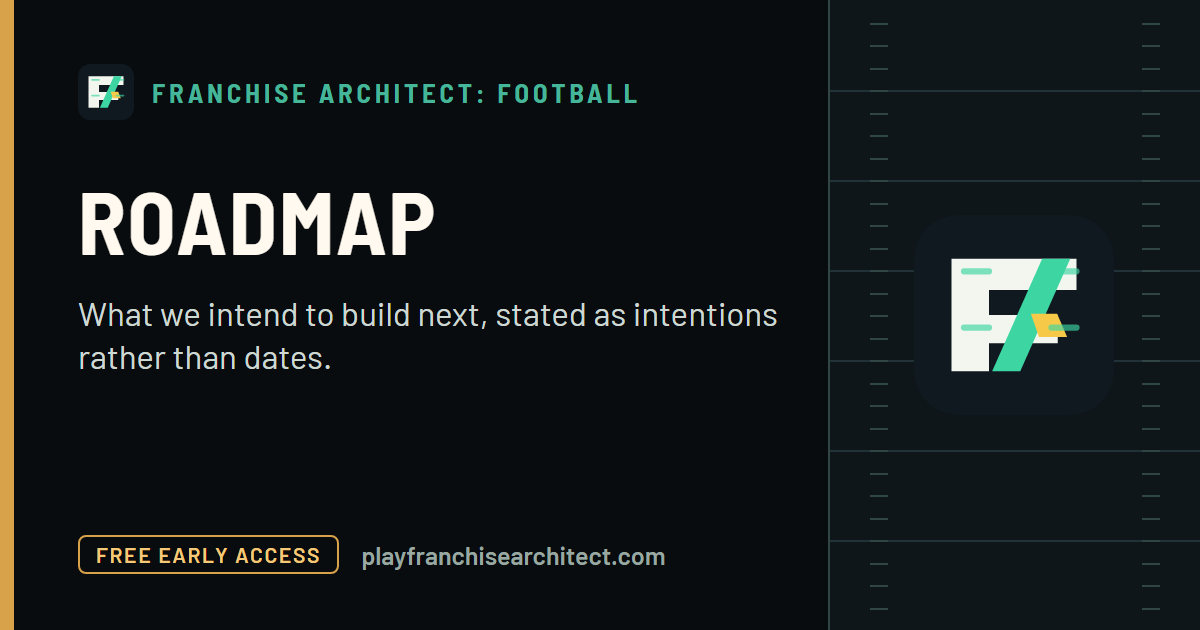 FRANCHISE ARCHITECT: FOOTBALL
ROADMAP
What we intend to build next, stated as intentions
rather than dates.
FREE EARLY ACCESS
playfranchisearchitect.com